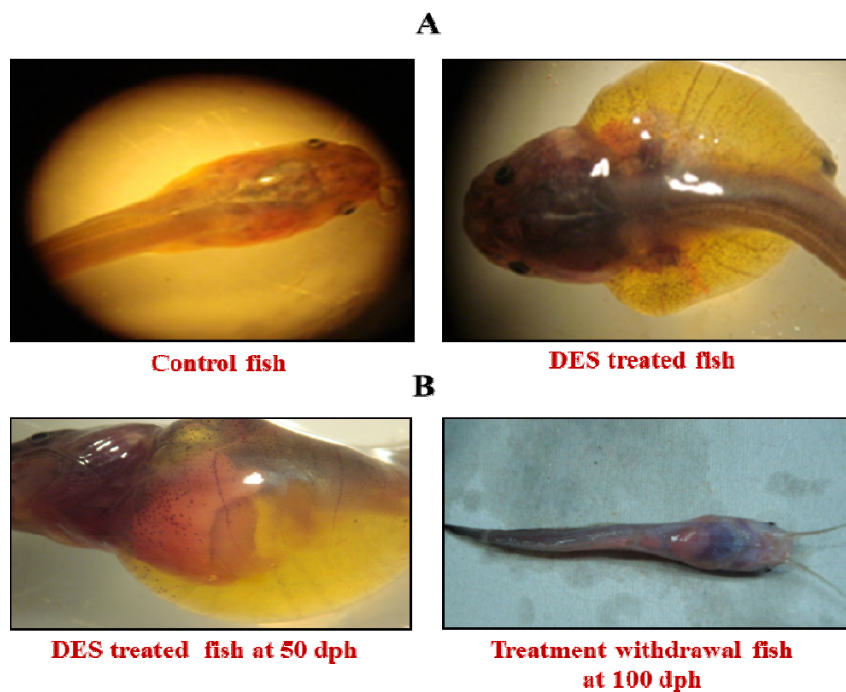 A
Control fish
DES treated fish
B
DES treated fish at 50 dph
Treatment withdrawal fish
at 100 dph